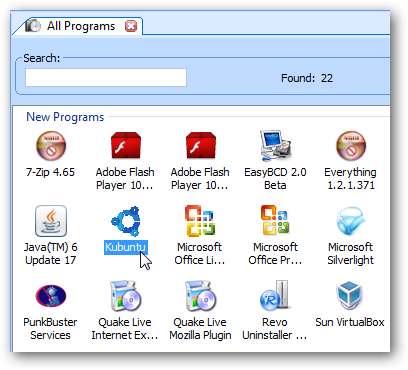 All Programs
Search:
Found: 22
New Programs
7-Zip 4.65
Adobe Flash
Player 10...
Adobe Flash
Player 10...
EasyBCD 2.0
Beta
Everything
1.2.1.371
Java(TM) 6
Update 17
Kubuntu
Microsoft
Office Li...
Microsoft
Office Pr...
Microsoft
Silverlight
PunkBuster
Services
Quake Live
Internet Ex...
Quake Live
Mozilla Plugin
Revo
Uninstaller ...
Sun VirtualBox